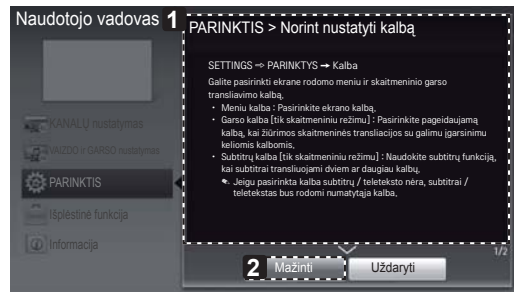 Naudotojo vadovas
1
PARINKTIS > Norint nustatyti kalbą
SETTINGS ⇨ PARINKTYS ➙ Kalba
Galite pasirinkti ekrane rodomo meniu ir skaitmeninio garso
transliavimo kalbą.
• Meniu kalba : Pasirinkite ekrano kalbą.
• Garso kalba [tik skaitmeniniu režimu] : Pasirinkite pageidaujamą
kalbą, kai žiūrimos skaitmeninės transliacijos su galimu įgarsinimu
keliomis kalbomis.
• Subtitrų kalba [tik skaitmeniniu režimu] : Naudokite subtitrų funkciją,
kai subtitrai transliuojami dviem ar daugiau kalbų.
Jeigu pasirinkta kalba subtitrų / teleteksto nėra, subtitrai /
teletekstas bus rodomi numatytąja kalba.
KANALŲ nustatymas
VAIZDO ir GARSO nustatymas
PARINKTIS
Išplėstinė funkcija
Informacija
1/2
2
Mažinti
Uždaryti